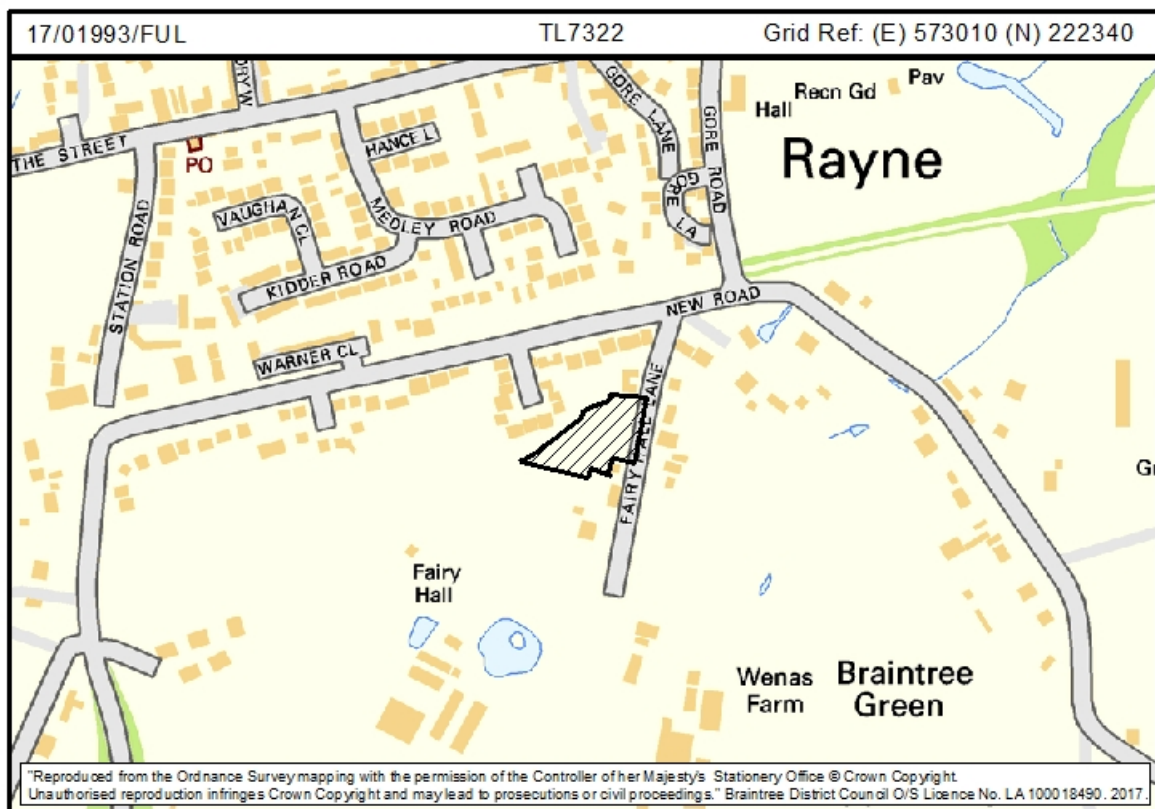 17/01993/FUL TL7322 Grid Ref: (E) 573010 (N) 222340
GORE LANE
GORE ROAD
Hall
Recn Gd
Pav
Rayne
THE STREET
PO
HANCE L
STATION ROAD
VAUGHAN CL
MEDLEY ROAD
KIDDER ROAD
GORE LA
NEW ROAD
WARNER CL
FAIRY HALL LANE
Fairy
Hall
Wenas
Farm
Braintree
Green
"Reproduced from the Ordnance Survey mapping with the permission of the Controller of her Majesty's Stationery Office © Crown Copyright.
Unauthorised reproduction infringes Crown Copyright and may lead to prosecutions or civil proceedings." Braintree District Council O/S Licence No. LA 100018490. 2017.